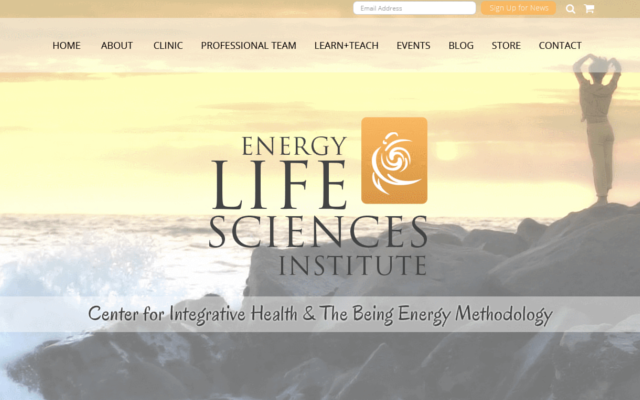 Email Address
Sign Up for News
HOME ABOUT CLINIC PROFESSIONAL TEAM LEARN+TEACH EVENTS BLOG STORE CONTACT
ENERGY
LIFE
SCIENCES
INSTITUTE
Center for Integrative Health & The Being Energy Methodology